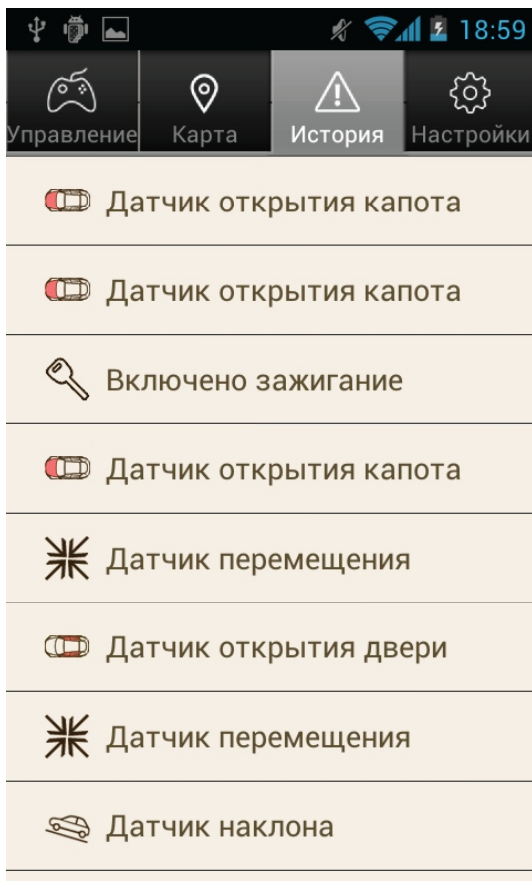 18:59
Управление Карта История Настройки
Датчик открытия капота
Датчик открытия капота
Включено зажигание
Датчик открытия капота
Датчик перемещения
Датчик открытия двери
Датчик перемещения
Датчик наклона